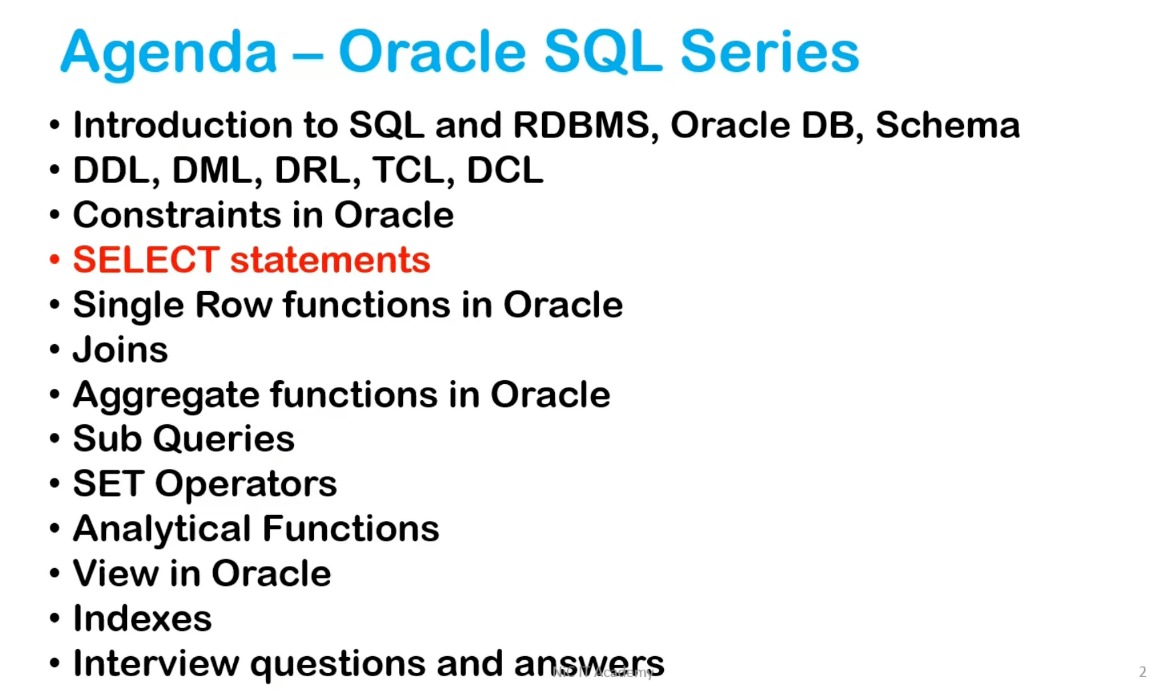 Agenda – Oracle SQL Series
• Introduction to SQL and RDBMS, Oracle DB, Schema
• DDL, DML, DRL, TCL, DCL
• Constraints in Oracle
• SELECT statements
• Single Row functions in Oracle
• Joins
• Aggregate functions in Oracle
• Sub Queries
• SET Operators
• Analytical Functions
• View in Oracle
• Indexes
• Interview questions and answers
NIC IT Academy
2